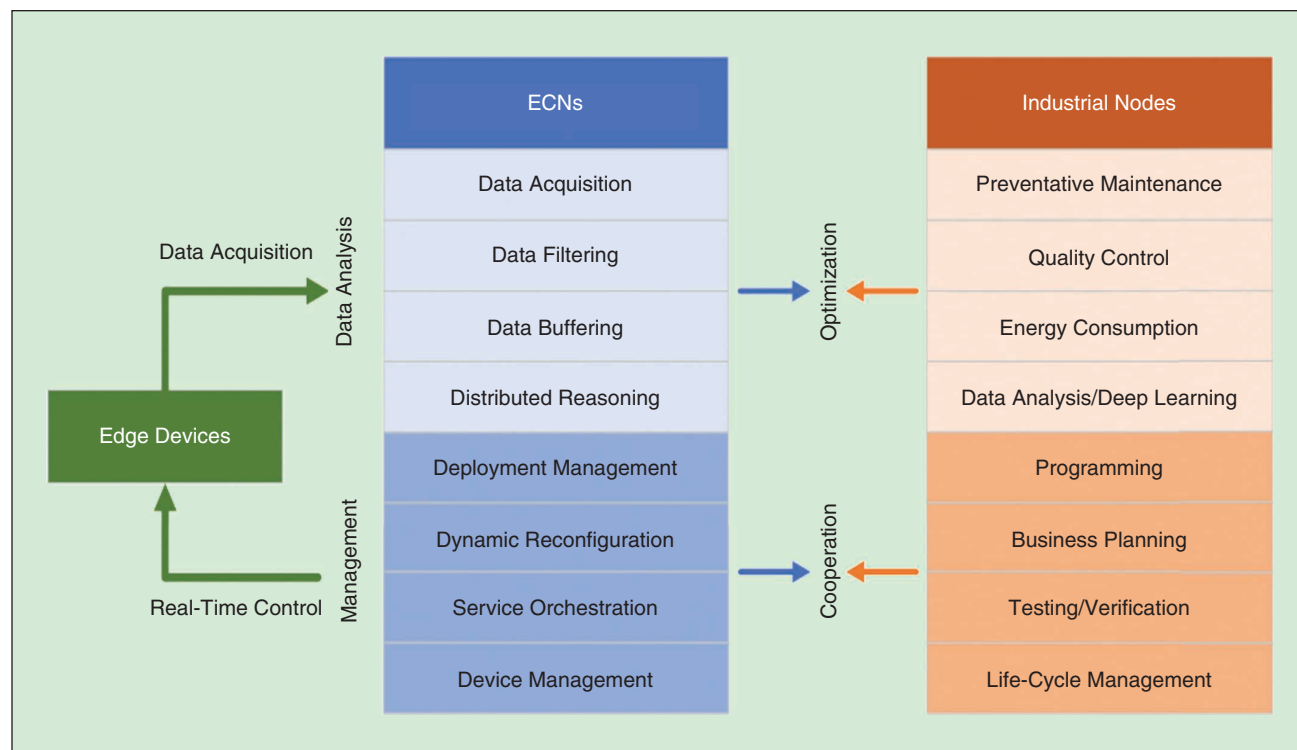 ECNs
Industrial Nodes
Data Acquisition
Preventative Maintenance
Data Acquisition
Data Analysis
Data Filtering
Optimization
Quality Control
Data Buffering
Energy Consumption
Distributed Reasoning
Data Analysis/Deep Learning
Edge Devices
Deployment Management
Programming
Management
Dynamic Reconfiguration
Cooperation
Business Planning
Real-Time Control
Service Orchestration
Testing/Verification
Device Management
Life-Cycle Management